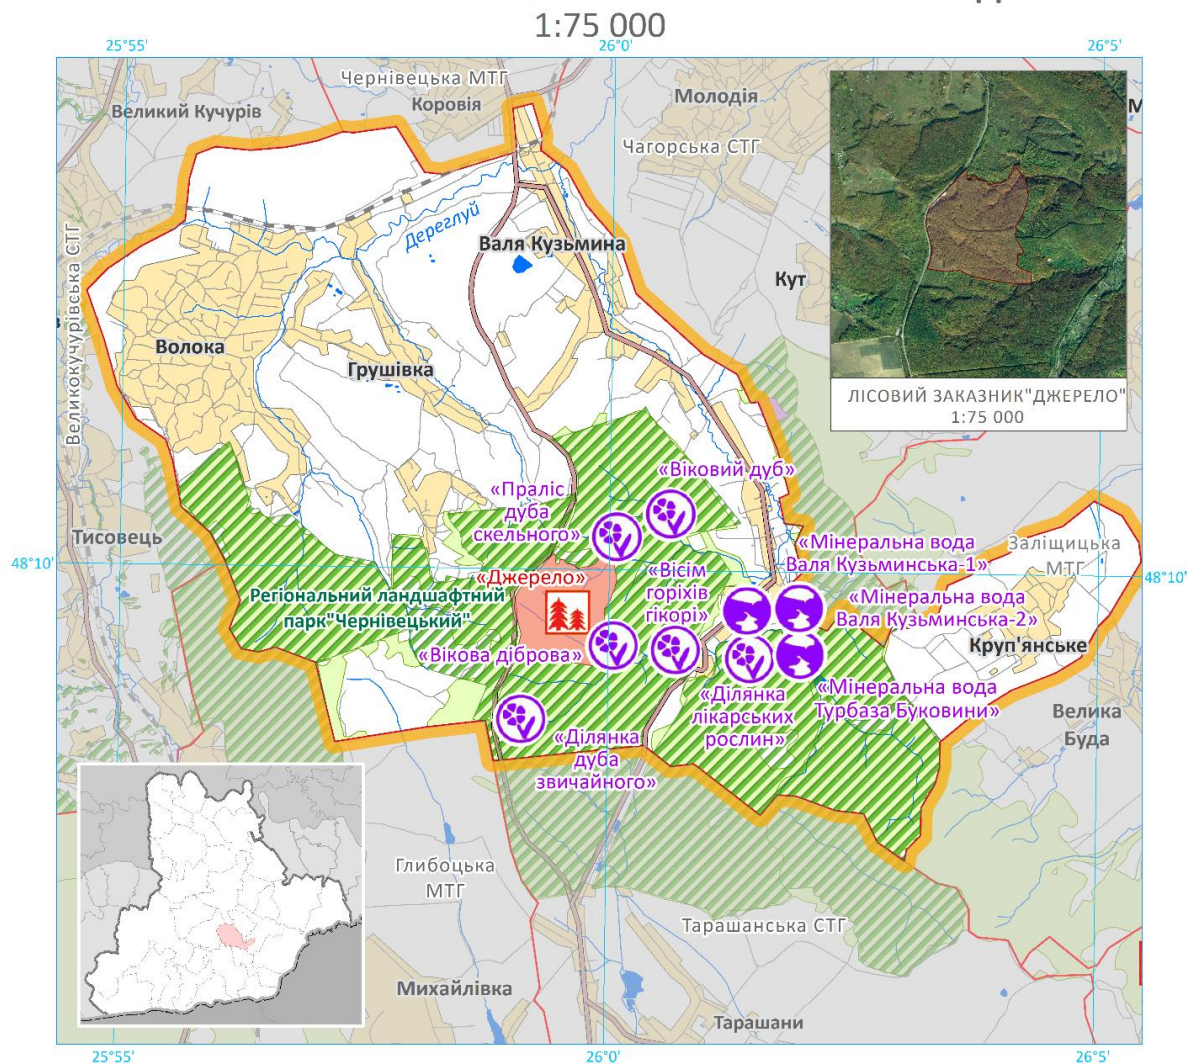 1:75 000
25°55'
26°0'
26°5'
Чернівецька МТГ
Коровія
Великий Кучурів
Молодія
Чагорська СТГ
Дереглуй
Валя Кузьмина
Кут
Великокучурівська СТГ
Волока
Грушівка
ЛІСОВИЙ ЗАКАЗНИК"ДЖЕРЕЛО"
1:75 000
«Віковий дуб»
«Праліс
дуба
скельного»
Тисовець
«Мінеральна вода
Валя Кузьминська-1»
Заліщицька
МТГ
48°10'
48°10'
«Джерело»
«Вісім
горіхів
гікорі»
Регіональний ландшафтний
парк"Чернівецький"
«Мінеральна вода
Валя Кузьминська-2»
Круп'янське
«Вікова діброва»
«Ділянка
лікарських
рослин»
«Мінеральна вода
Турбаза Буковини»
Велика
Буда
«Ділянка
дуба
звичайного»
Глибоцька
МТГ
Тарашанська СТГ
Михайлівка
Тарашани
25°55'
26°0'
26°5'